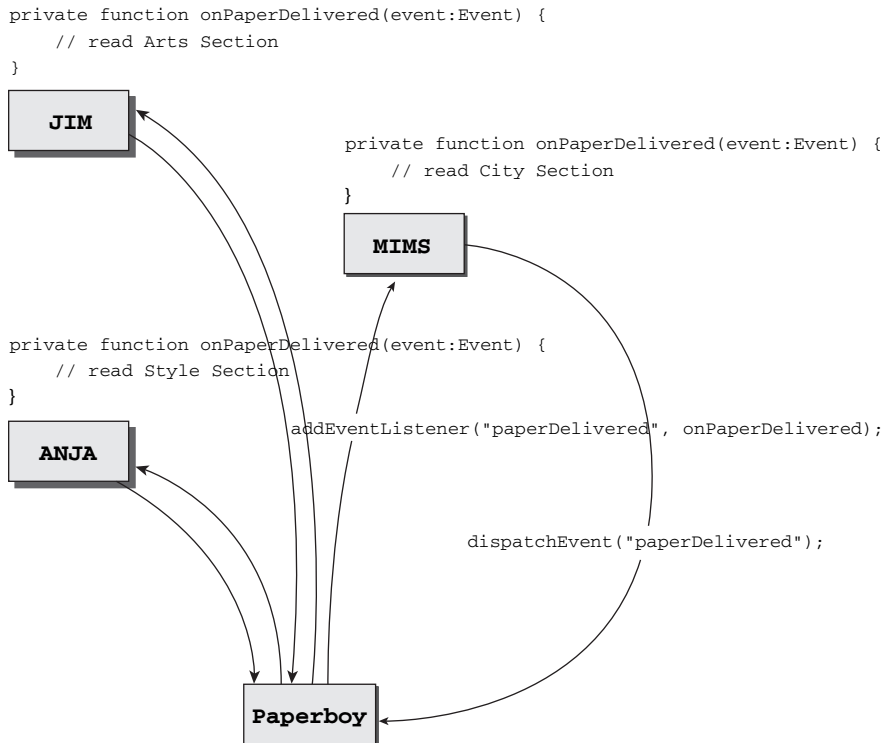 private function onPaperDelivered(event:Event) {
// read Arts Section
}
JIM
private function onPaperDelivered(event:Event) {
// read City Section
}
MIMS
private function onPaperDelivered(event:Event) {
// read Style Section
}
addEventListener("paperDelivered", onPaperDelivered);
ANJA
dispatchEvent("paperDelivered");
Paperboy